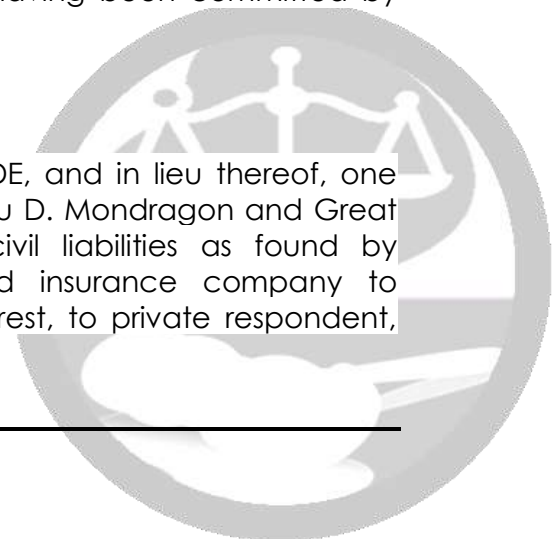 having been committed by
DE, and in lieu thereof, one
u D. Mondragon and Great
civil liabilities as found by
d insurance company to
rest, to private respondent,